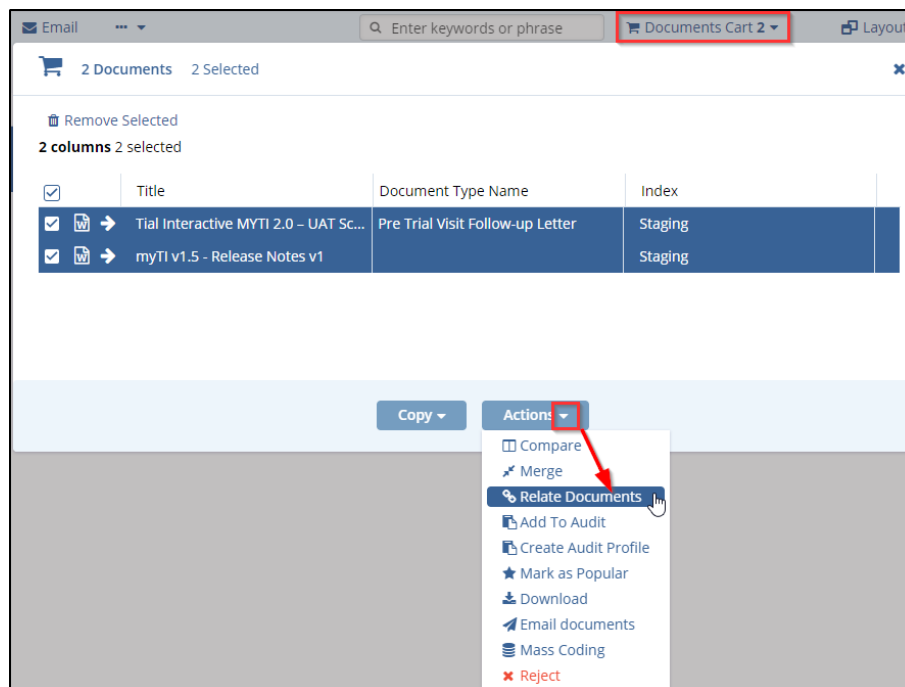 Email ... Enter keywords or phrase Documents Cart 2 Layout
2 Documents 2 Selected
Remove Selected
2 columns 2 selected
Title Document Type Name Index
Tial Interactive MYTI 2.0 – UAT Sc... Pre Trial Visit Follow-up Letter Staging
myTI v1.5 - Release Notes v1 Staging
Copy Actions
Compare
Merge
Relate Documents
Add To Audit
Create Audit Profile
Mark as Popular
Download
Email documents
Mass Coding
Reject